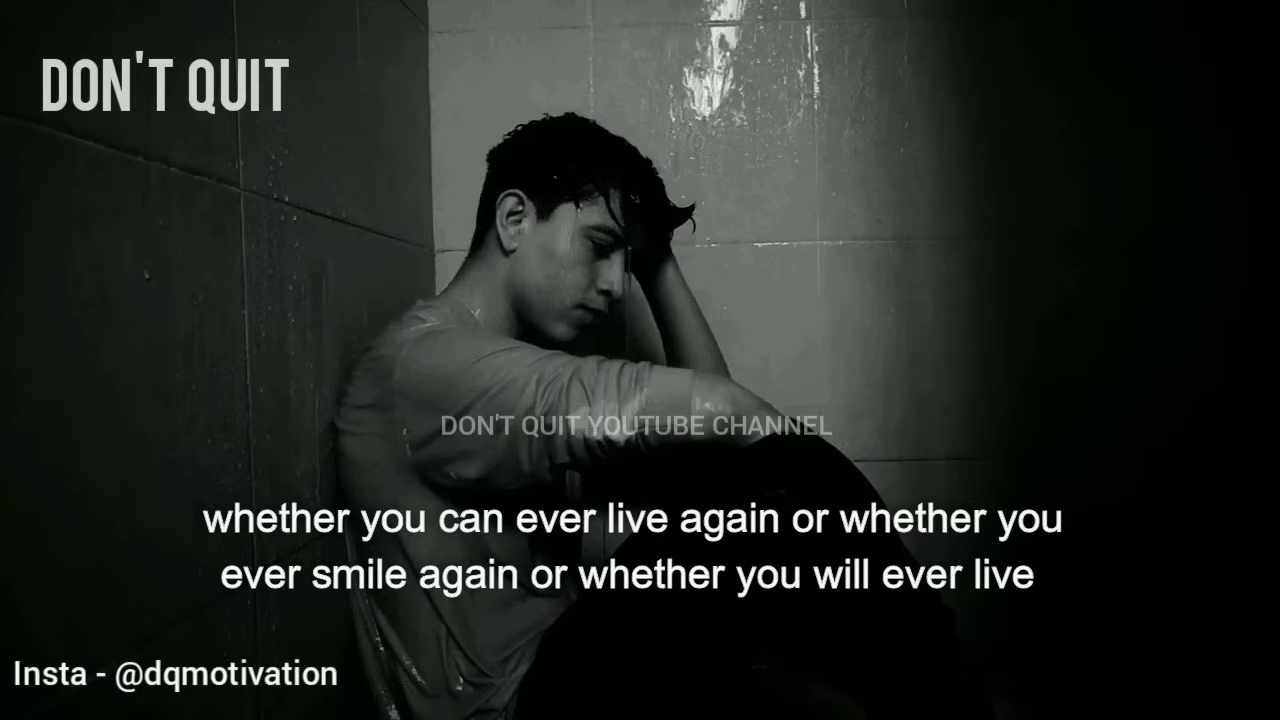 DON'T QUIT
DON'T QUIT YOUTUBE CHANNEL
whether you can ever live again or whether you
ever smile again or whether you will ever live
Insta - @dqmotivation